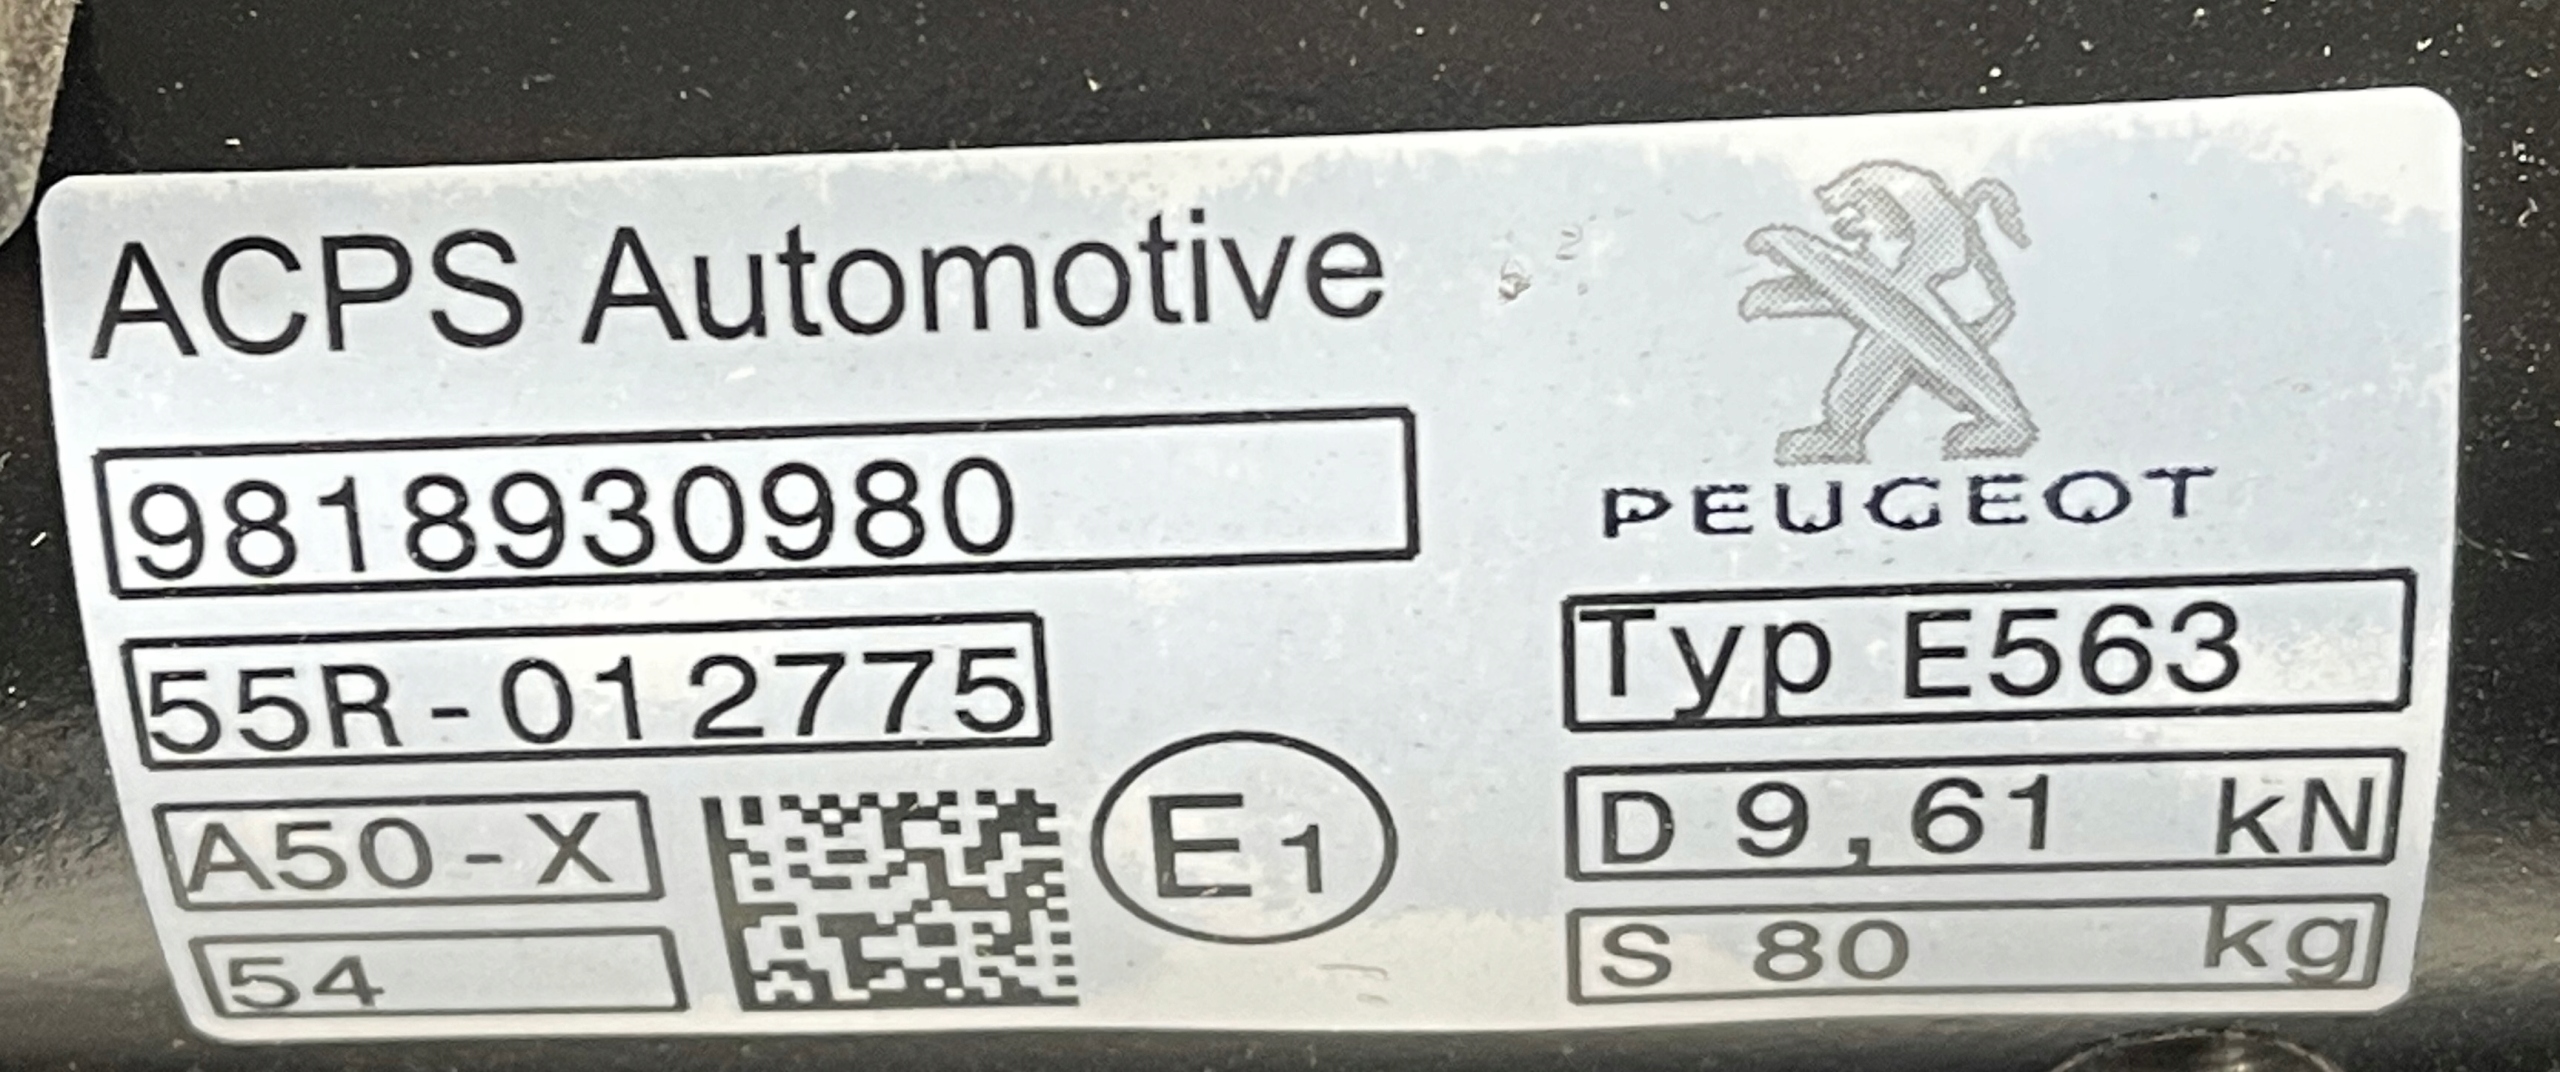 ACPS Automotive
PEUGEOT
9818930980
55R-012775
Typ E563
A50-X
E1
D 9,61 kN
54
S 80 kg